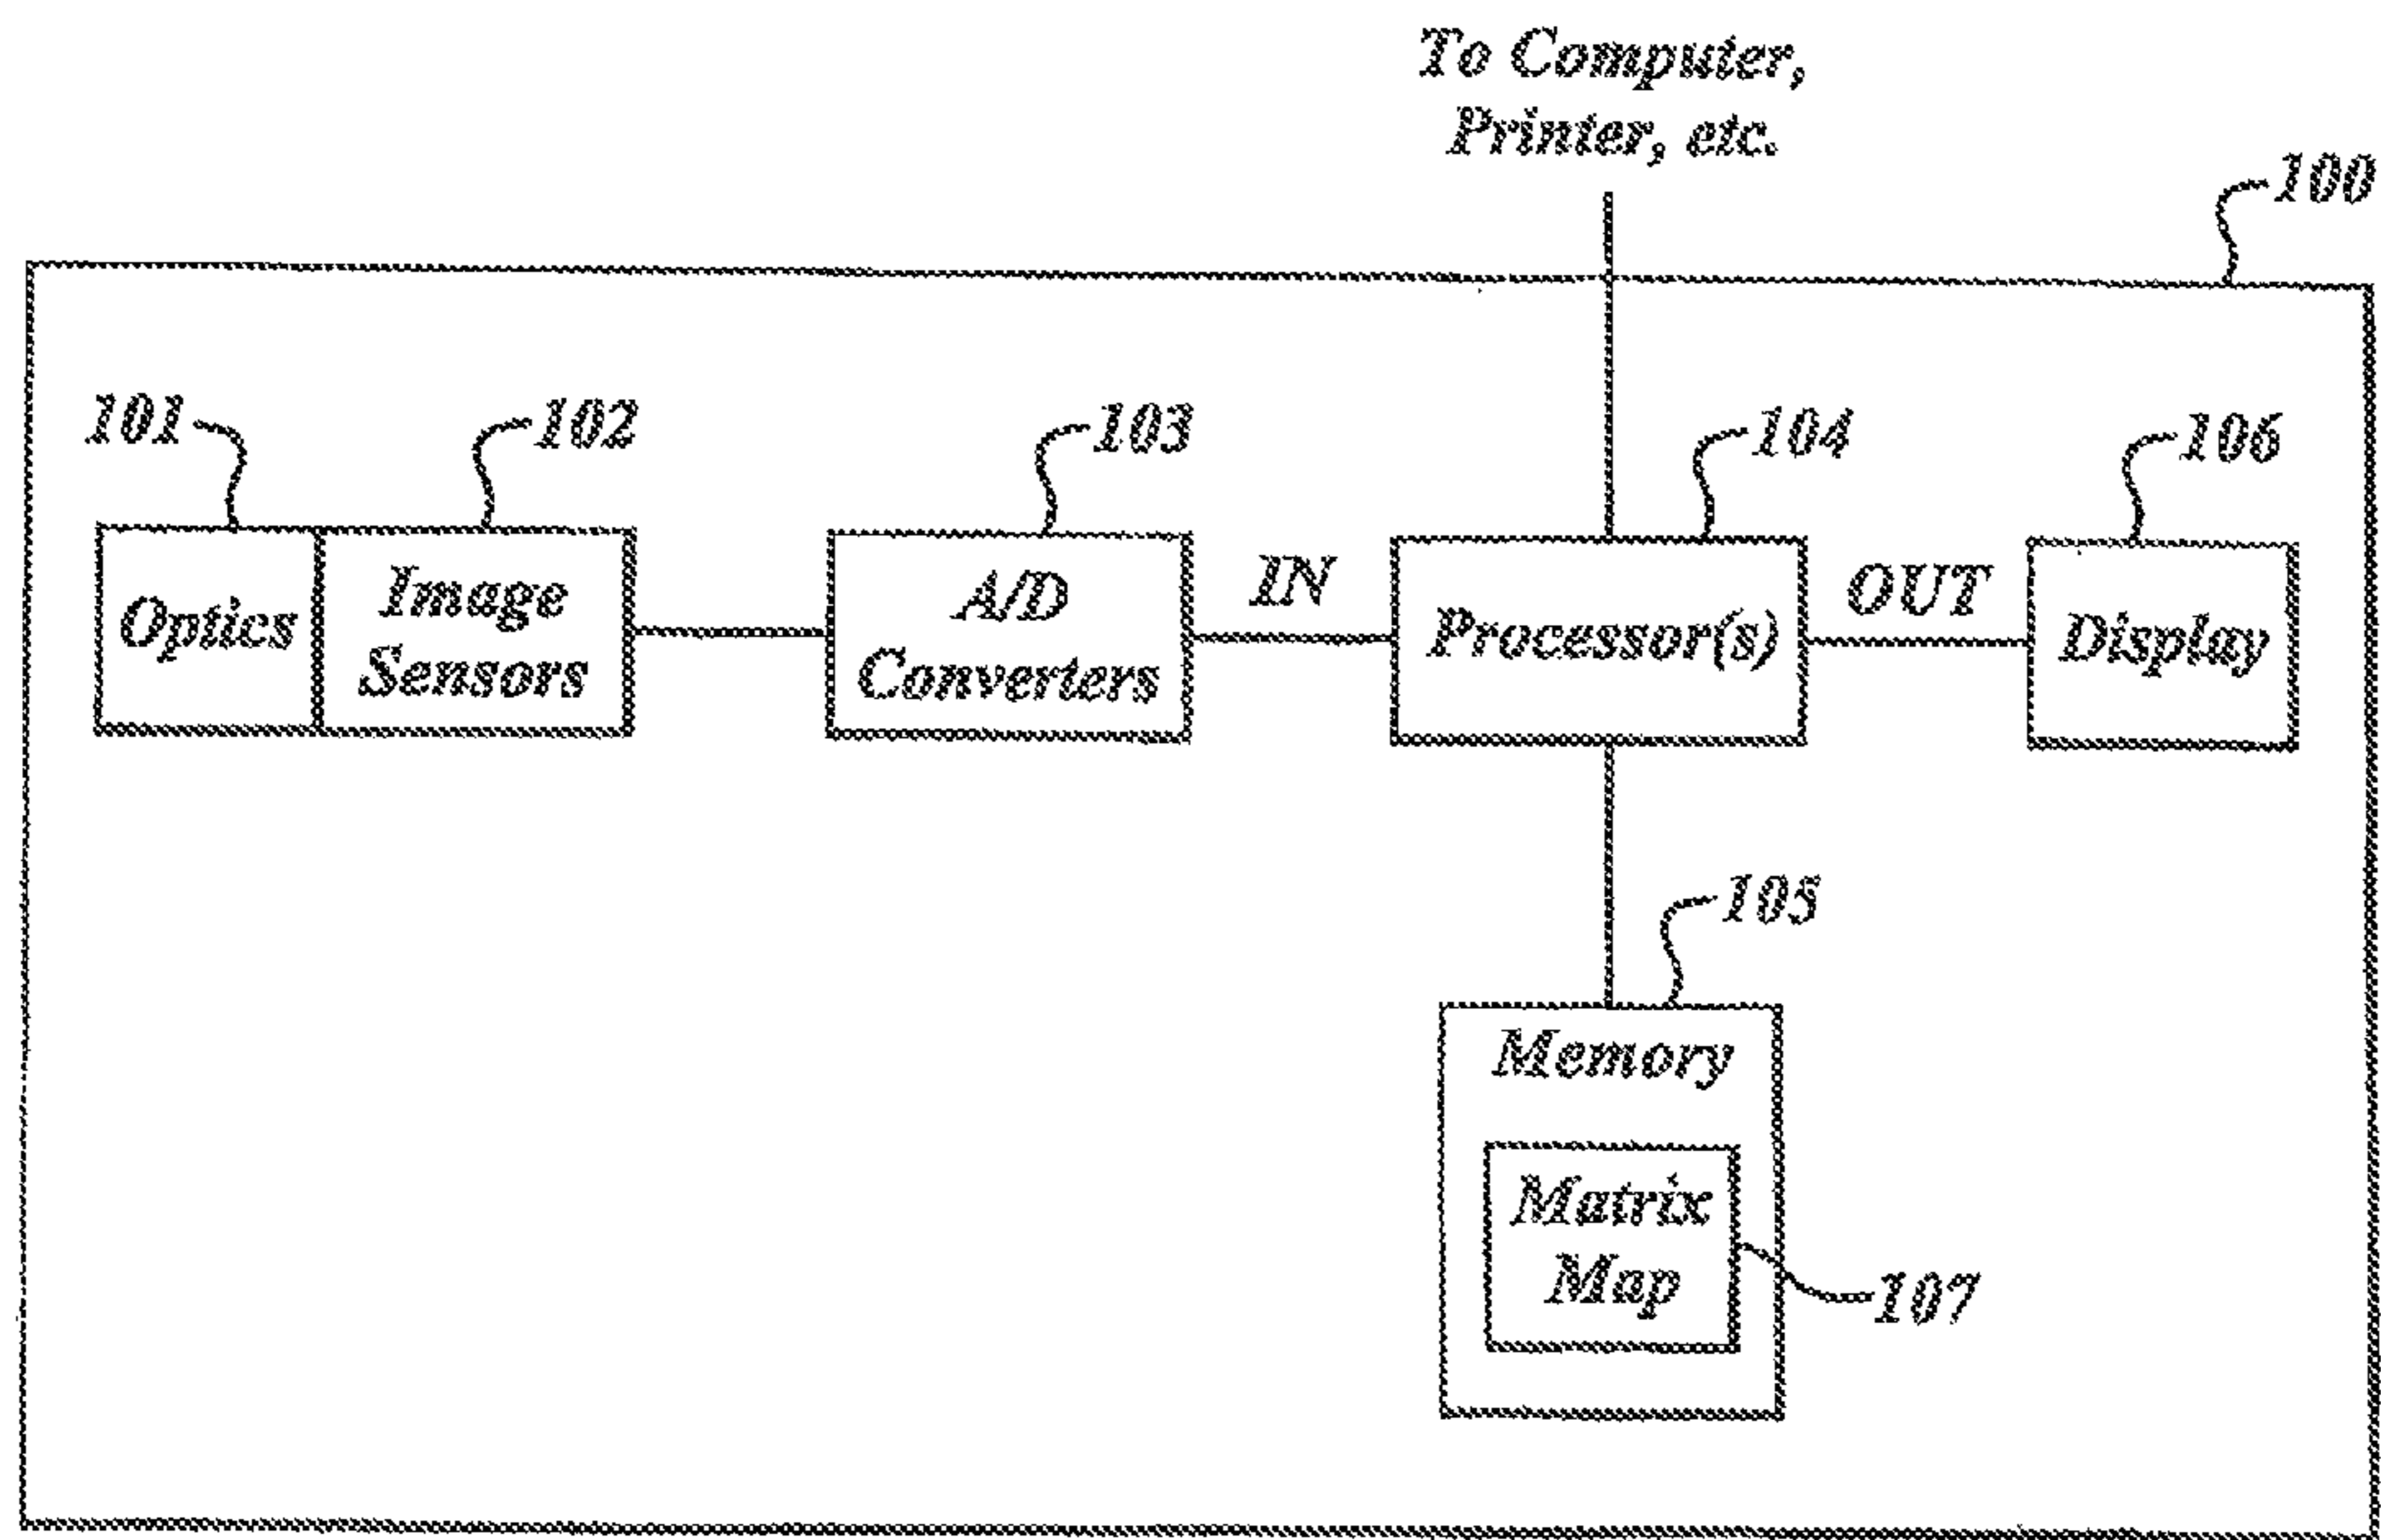 To Computer,
Printer, etc.
100
101
102
103
104
106
Optics
Image
Sensors
A/D
Converters
IN
Processor(s)
OUT
Display
105
Memory
Matrix
Map
107